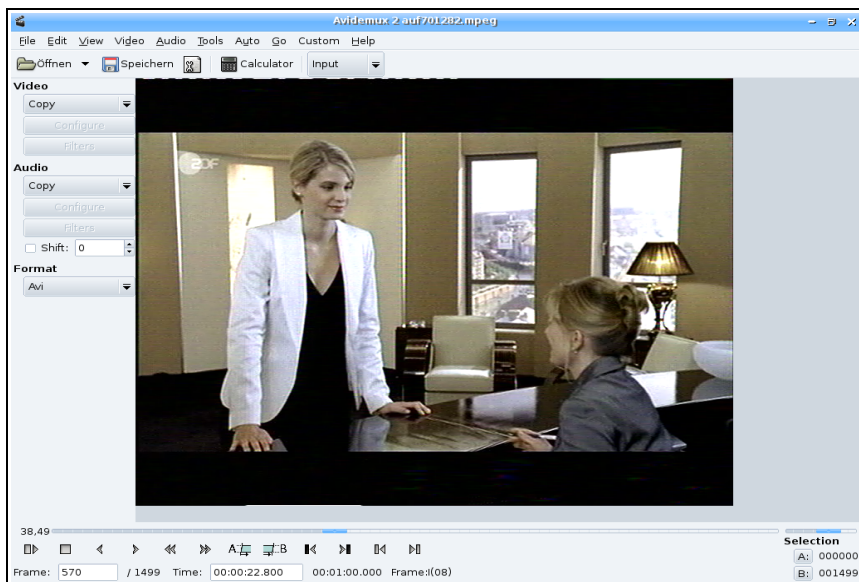 Avidemux 2 auf701282.mpeg
File Edit View Video Audio Tools Auto Go Custom Help
Öffnen Speichern Calculator Input
Video
Copy
Configure
Filters
ZDF
Audio
Copy
Configure
Filters
Shift: 0
Format
Avi
38,49
A: :B
Selection
A: 000000
Frame: 570 / 1499 Time: 00:00:22.800 00:01:00.000 Frame:I(08)
B: 001499